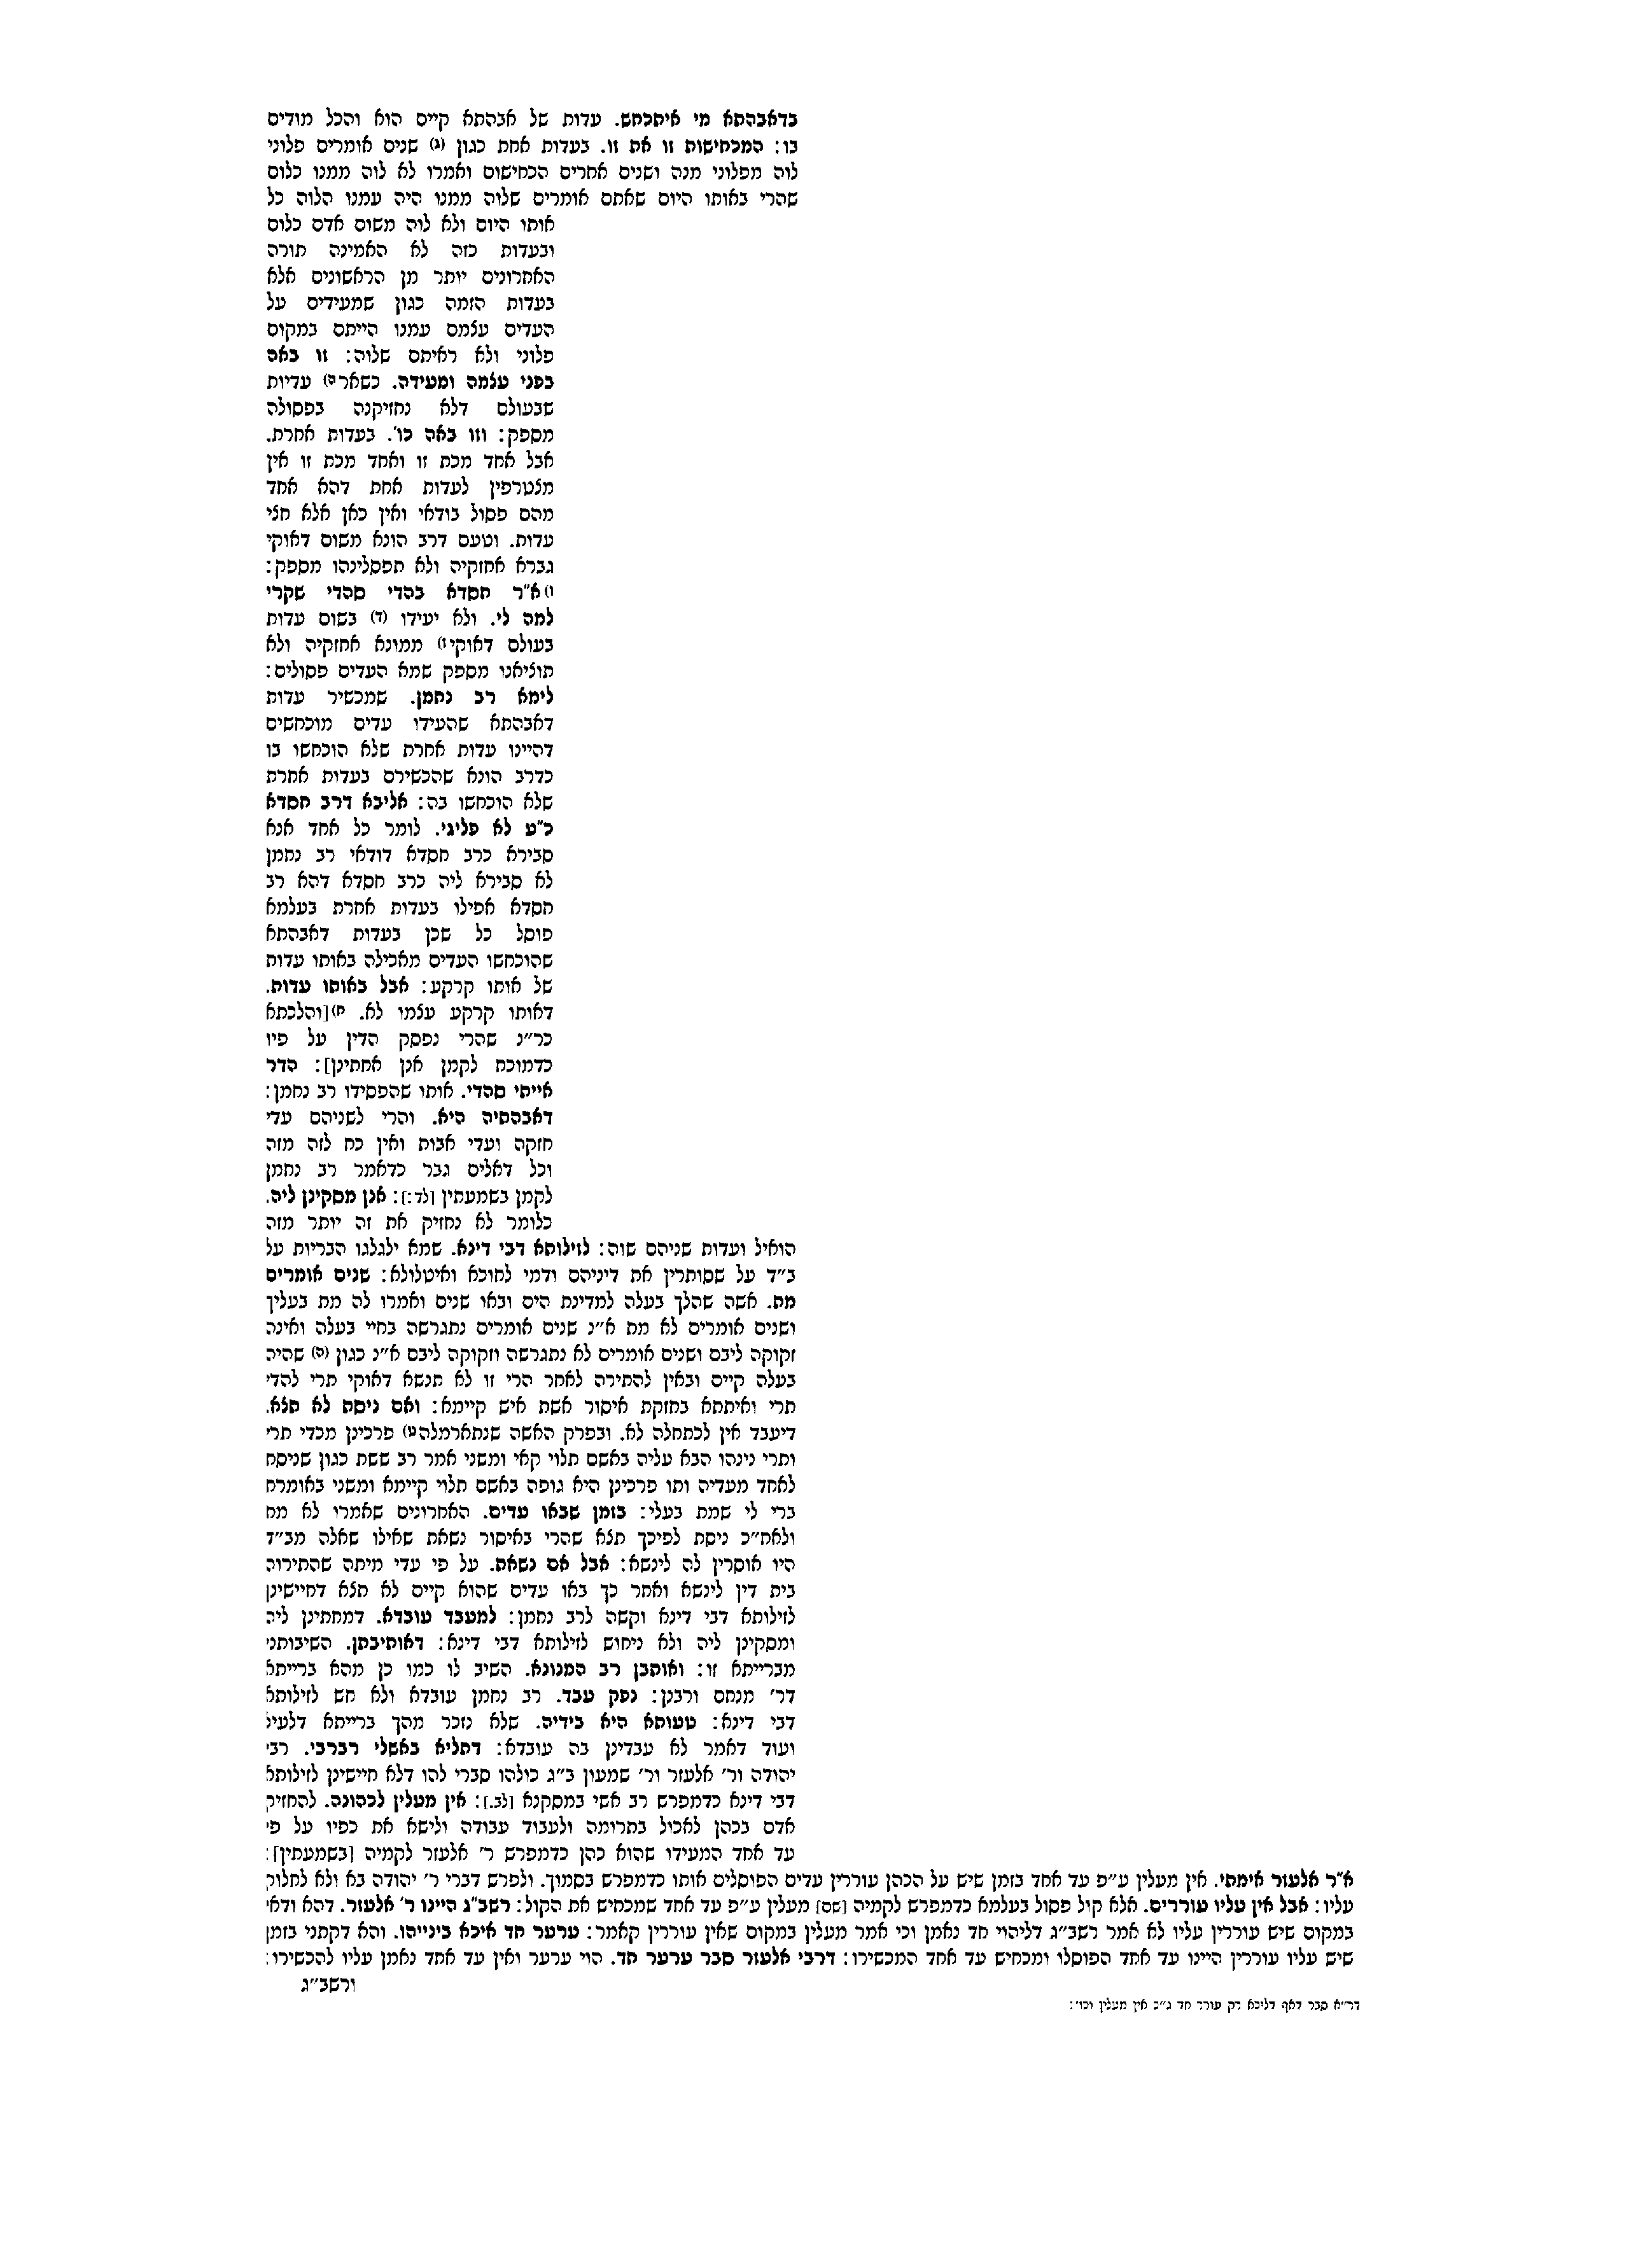 בדאבהתא מי איתכחש. עדות של אבהתא קיים הוא והכל מודים
בו: המכחישות זו את זו. בעדות אחת כגון (ג) שנים אומרים פלוני
לוה מפלוני מנה ושנים אחרים הכחישום ואמרו לא לוה ממנו כלום
שהרי באותו היום שאתם אומרים שלוה ממנו היה עמנו הלוה כל
אותו היום ולא לוה משום אדם כלום
ובעדות כזה לא האמינה תורה
האחרונים יותר מן הראשונים אלא
בעדות הזמה כגון שמעידים על
העדים עצמם עמנו הייתם במקום
פלוני ולא ראיתם שלוה: זו באה
בפני עצמה ומעידה. כשאר ה) עדיות
שבעולם דלא נחזיקנה בפסולה
מספק: וזו באה כו'. בעדות אחרת.
אבל אחד מכת זו ואחד מכת זו אין
מצטרפין לעדות אחת דהא אחד
מהם פסול בודאי ואין כאן אלא חצי
עדות. וטעם דרב הונא משום דאוקי
גברא אחזקיה ולא תפסלינהו מספק:
ו) א"ר חסדא בהדי סהדי שקרי
למה לי. ולא יעידו (ד) בשום עדות
בעולם דאוקי ז) ממונא אחזקיה ולא
תוציאנו מספק שמא העדים פסולים:
לימא רב נחמן. שמכשיר עדות
דאבהתא שהעידו עדים מוכחשים
דהיינו עדות אחרת שלא הוכחשו בו
כדרב הונא שהכשירם בעדות אחרת
שלא הוכחשו בה: אליבא דרב חסדא
כ"ע לא פליגי. לומר כל אחד אנא
סבירא כרב חסדא דודאי רב נחמן
לא סבירא ליה כרב חסדא דהא רב
חסדא אפילו בעדות אחרת בעלמא
פוסל כל שכן בעדות דאבהתא
שהוכחשו העדים מאכילה באותו עדות
של אותו קרקע: אבל באותו עדות.
דאותו קרקע עצמו לא. ח) [והלכתא
כר"נ שהרי נפסק הדין על פיו
כדמוכח לקמן אנן אחתינן]: הדר
אייתי סהדי. אותו שהפסידו רב נחמן:
דאבהתיה היא. והרי לשניהם עדי
חזקה ועדי אבות ואין כח לזה מזה
וכל דאלים גבר כדאמר רב נחמן
לקמן בשמעתין [לד:]: אנן מסקינן ליה.
כלומר לא נחזיק את זה יותר מזה
הואיל ועדות שניהם שוה: לזילותא דבי דינא. שמא ילגלגו הבריות על
ב"ד על שסותרין את דיניהם ודמי לחוכא ואיטלולא: שנים אומרים
מת. אשה שהלך בעלה למדינת הים ובאו שנים ואמרו לה מת בעליך
ושנים אומרים לא מת א"נ שנים אומרים נתגרשה בחיי בעלה ואינה
זקוקה ליבם ושנים אומרים לא נתגרשה וזקוקה ליבם א"נ כגון (ה) שהיה
בעלה קיים ובאין להתירה לאחר הרי זו לא תנשא דאוקי תרי להדי
תרי ואיתתא בחזקת איסור אשת איש קיימא: ואם ניסת לא תצא.
דיעבד אין לכתחלה לא. ובפרק האשה שנתארמלה ט) פרכינן מכדי תרי
ותרי נינהו הבא עליה באשם תלוי קאי ומשני אמר רב ששת כגון שניסת
לאחד מעדיה ותו פרכינן היא גופה באשם תלוי קיימא ומשני באומרת
ברי לי שמת בעלי: בזמן שבאו עדים. האחרונים שאמרו לא מת
ולאח"כ ניסת לפיכך תצא שהרי באיסור נשאת שאילו שאלה מב"ד
היו אוסרין לה לינשא: אבל אם נשאת. על פי עדי מיתה שהתירוה
בית דין לינשא ואחר כך באו עדים שהוא קיים לא תצא דחיישינן
לזילותא דבי דינא וקשה לרב נחמן: למעבד עובדא. דמחתינן ליה
ומסקינן ליה ולא ניחוש לזילותא דבי דינא: דאותיבתן. השיבותני
מברייתא זו: ואותבן רב המנונא. השיב לו כמו כן מהא ברייתא
דר' מנחם ורבנן: נפק עבד. רב נחמן עובדא ולא חש לזילותא
דבי דינא: טעותא היא בידיה. שלא נזכר מהך ברייתא דלעיל
ועוד דאמר לא עבדינן בה עובדא: דתליא באשלי רברבי. רבי
יהודה ור' אלעזר ור' שמעון ב"ג כולהו סברי להו דלא חיישינן לזילותא
דבי דינא כדמפרש רב אשי במסקנא [לב.]: אין מעלין לכהונה. להחזיק
אדם בכהן לאכול בתרומה ולעבוד עבודה ולישא את כפיו על פי
עד אחד המעידו שהוא כהן כדמפרש ר' אלעזר לקמיה [בשמעתין]:
א"ר אלעזר אימתי. אין מעלין ע"פ עד אחד בזמן שיש על הכהן עוררין עדים הפוסלים אותו כדמפרש בסמוך. ולפרש דברי ר' יהודה בא ולא לחלוק
עליו: אבל אין עליו עוררים. אלא קול פסול בעלמא כדמפרש לקמיה [שם] מעלין ע"פ עד אחד שמכחיש את הקול: רשב"ג היינו ר' אלעזר. דהא ודאי
במקום שיש עוררין עליו לא אמר רשב"ג דליהוי חד נאמן וכי אמר מעלין במקום שאין עוררין קאמר: ערער חד איכא בינייהו. והא דקתני בזמן
שיש עליו עוררין היינו עד אחד הפוסלו ומכחיש עד אחד המכשירו: דרבי אלעזר סבר ערער חד. הוי ערער ואין עד אחד נאמן עליו להכשירו:
ורשב"ג
דר"א סבר דאף דליכא רק עורר חד ג"כ אין מעלין וכו':